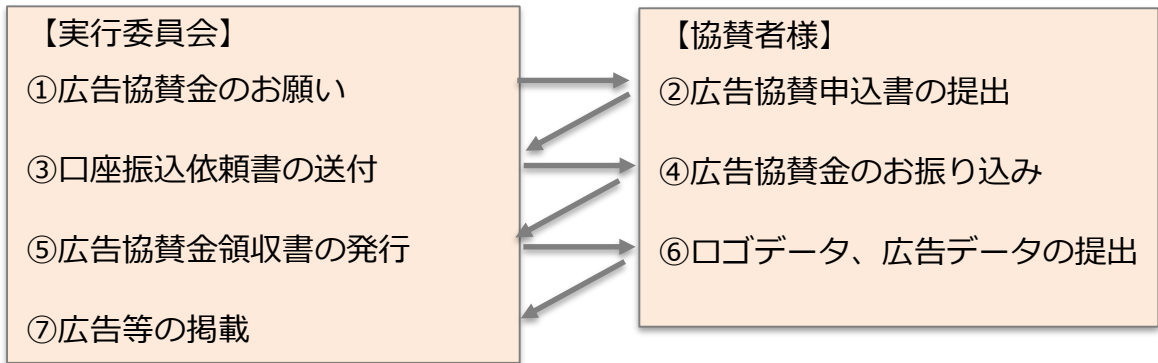 【実行委員会】
①広告協賛金のお願い
③口座振込依頼書の送付
⑤広告協賛金領収書の発行
⑦広告等の掲載
【協賛者様】
②広告協賛申込書の提出
④広告協賛金のお振り込み
⑥ロゴデータ、広告データの提出